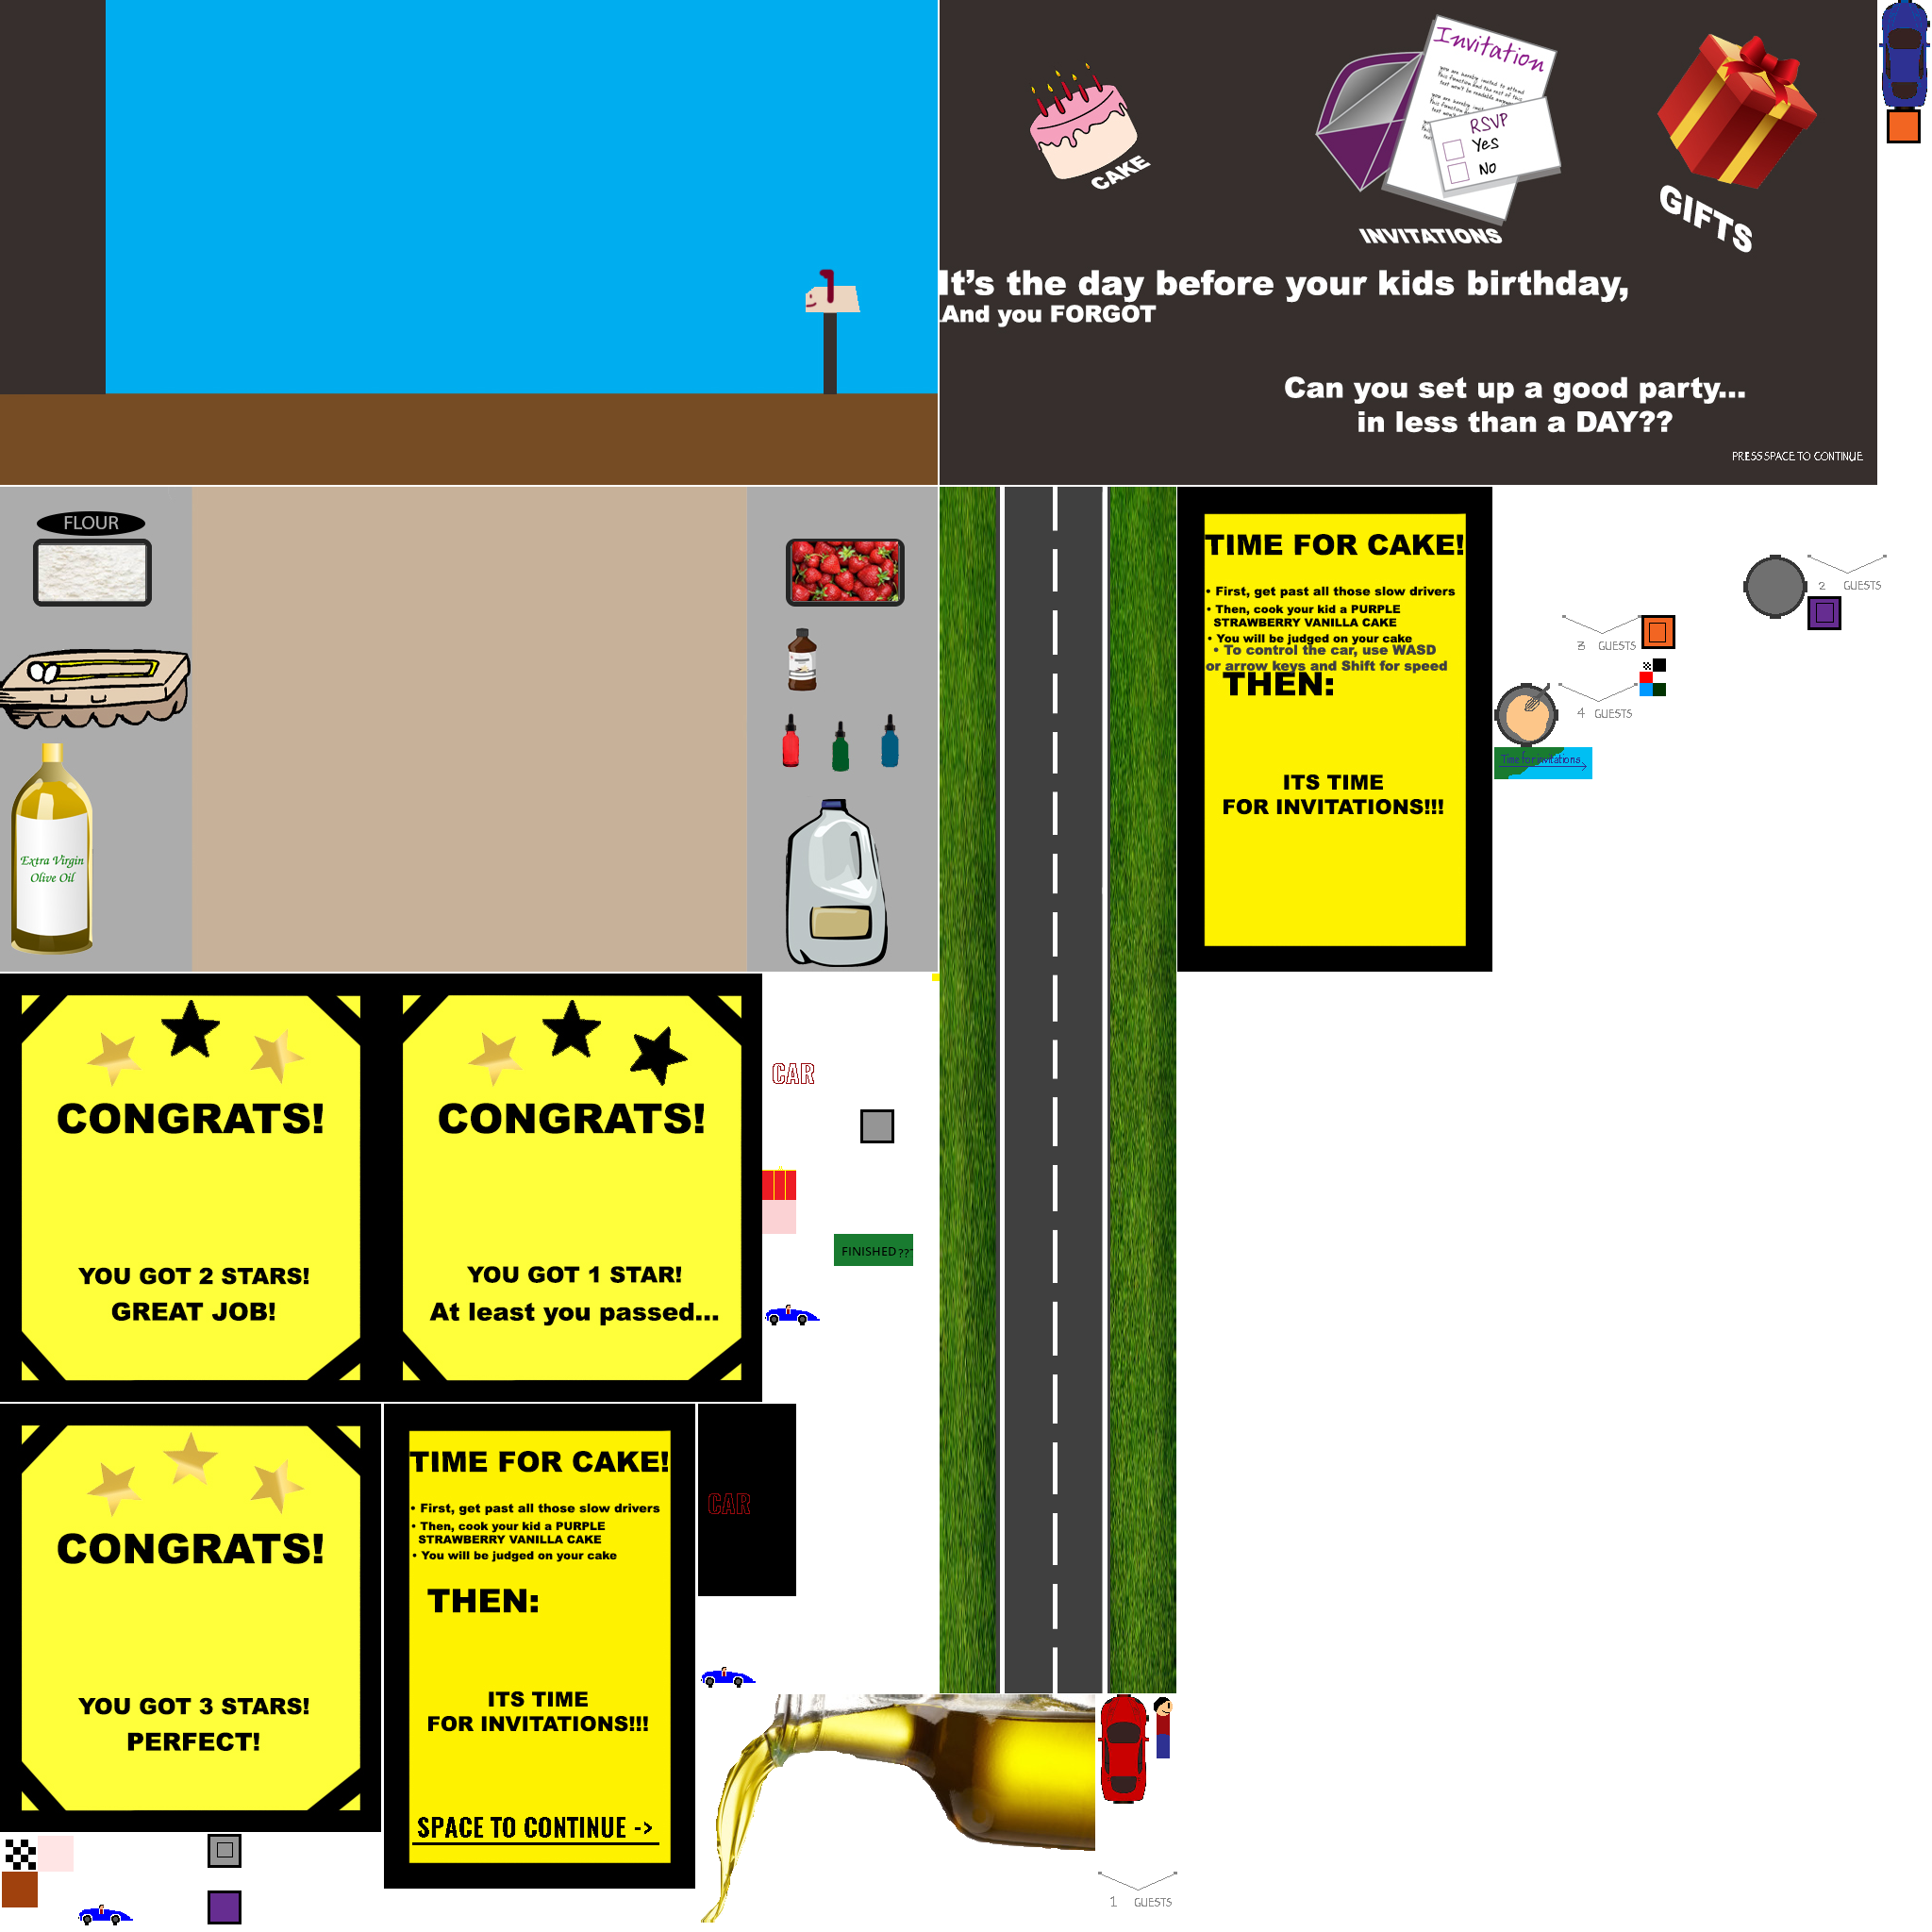 Invitation
you are hereby invited to attend
RSVP
Yes
No
CAKE
INVITATIONS
GIFTS
It's the day before your kids birthday,
And you FORGOT
Can you set up a good party...
in less than a DAY??
PRESS SPACE TO CONTINUE
FLOUR
Extra Virgin
Olive Oil
TIME FOR CAKE!
• First, get past all those slow drivers
• Then, cook your kid a PURPLE
STRAWBERRY VANILLA CAKE
• You will be judged on your cake
• To control the car, use WASD
or arrow keys and Shift for speed
THEN:
ITS TIME
FOR INVITATIONS!!!
2 GUESTS
3 GUESTS
4 GUESTS
Time for invitations
CONGRATS!
YOU GOT 2 STARS!
GREAT JOB!
CONGRATS!
YOU GOT 1 STAR!
At least you passed...
CAR
FINISHED??
CONGRATS!
YOU GOT 3 STARS!
PERFECT!
TIME FOR CAKE!
• First, get past all those slow drivers
• Then, cook your kid a PURPLE
STRAWBERRY VANILLA CAKE
• You will be judged on your cake
THEN:
ITS TIME
FOR INVITATIONS!!!
SPACE TO CONTINUE ->
CAR
1 GUESTS